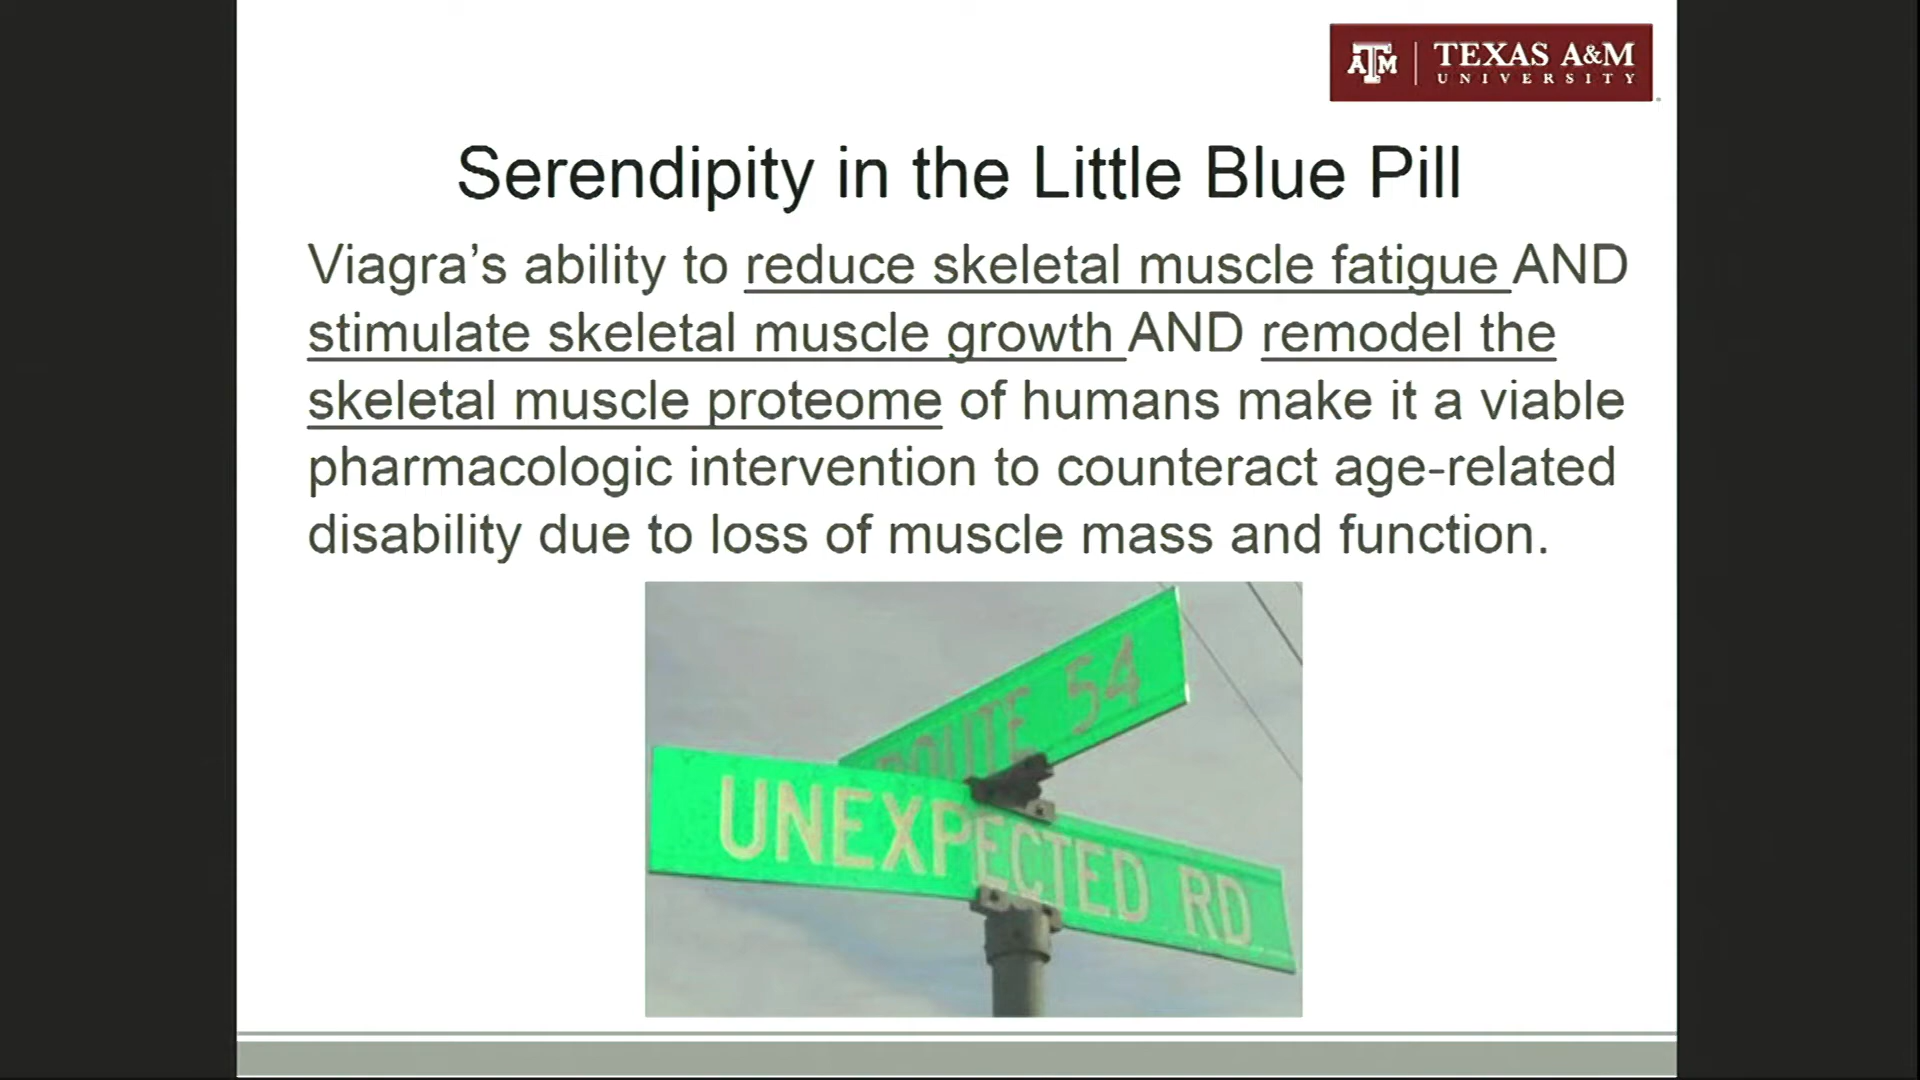 ATM | TEXAS A&M
UNIVERSITY
Serendipity in the Little Blue Pill
Viagra’s ability to reduce skeletal muscle fatigue AND
stimulate skeletal muscle growth AND remodel the
skeletal muscle proteome of humans make it a viable
pharmacologic intervention to counteract age-related
disability due to loss of muscle mass and function.
ROUTE 54
UNEXPECTED RD